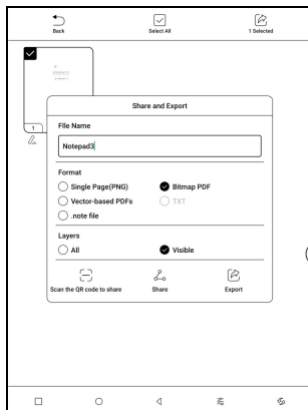 Back Select All 1 Selected
1
Share and Export
File Name
Notepad3
Format
Single Page(PNG) Bitmap PDF
Vector-based PDFs TXT
.note file
Layers
All Visible
Scan the QR code to share Share Export